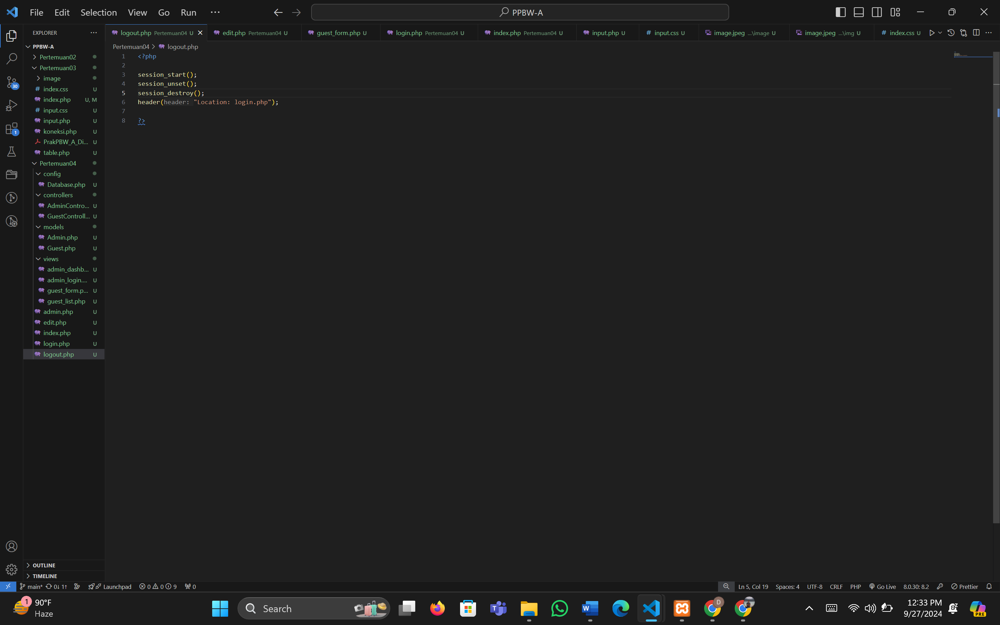 File Edit Selection View Go Run ···
PPBW-A
EXPLORER ···
PPBW-A
Pertemuan02
Pertemuan03
image
index.css U
index.php U, M
input.css U
input.php U
koneksi.php U
PrakPBW_A_Di... U
table.php U
Pertemuan04
config
Database.php U
controllers
AdminContro... U
GuestControll... U
models
Admin.php U
Guest.php U
views
admin_dashb... U
admin_login.... U
guest_form.p... U
guest_list.php U
admin.php U
edit.php U
index.php U
login.php U
logout.php U
OUTLINE
TIMELINE
30
1
logout.php Pertemuan04 U
edit.php Pertemuan04 U
guest_form.php U
login.php Pertemuan04 U
index.php Pertemuan04 U
input.php U
input.css U
image.jpeg ...\image U
image.jpeg ...\img U
index.css U
Pertemuan04 > logout.php
1 <?php
2
3 session_start();
4 session_unset();
5 session_destroy();
6 header(header: "Location: login.php");
7
8 ?>
main* 0↓ 1↑ Launchpad 0 0 9 0
Ln 5, Col 19 Spaces: 4 UTF-8 CRLF PHP Go Live 8.0.30: 8.2 Prettier
1
90°F
Haze
Search
T
W
D
12:33 PM
9/27/2024
PRE